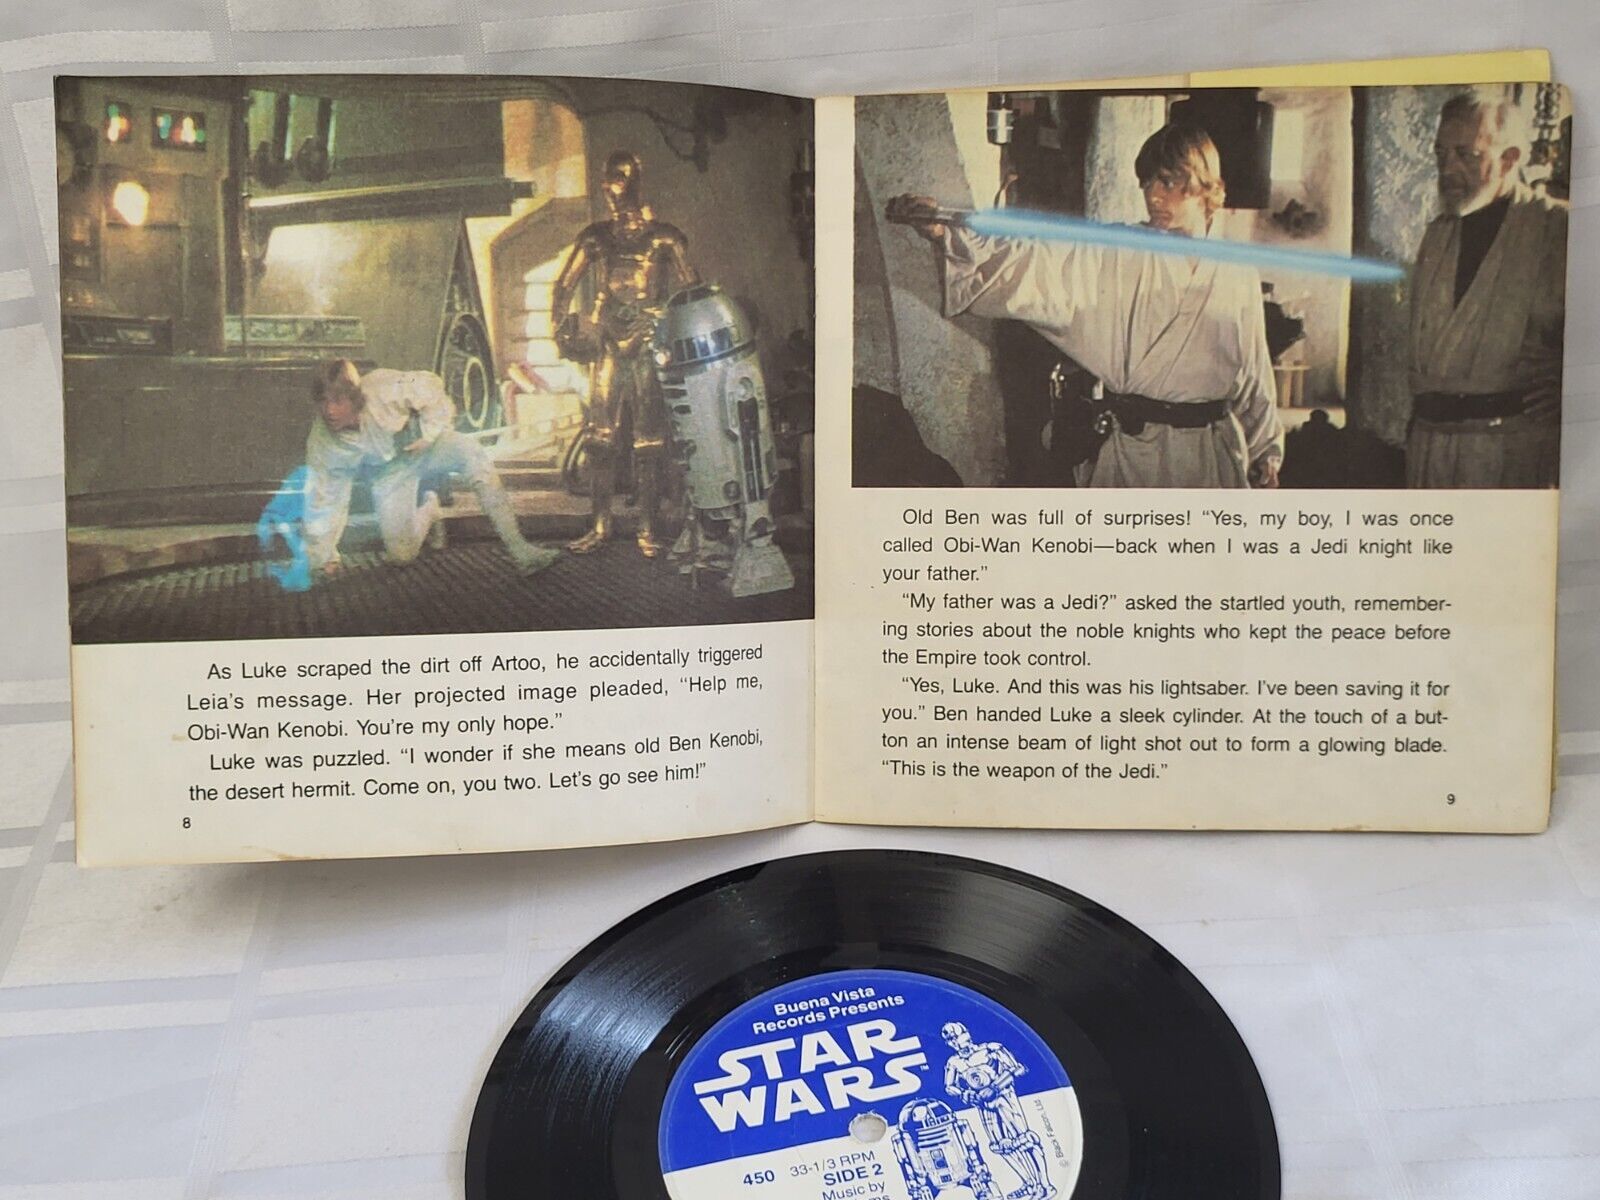 As Luke scraped the dirt off Artoo, he accidentally triggered
Leia's message. Her projected image pleaded, “Help me,
Obi-Wan Kenobi. You're my only hope.”
Luke was puzzled. “I wonder if she means old Ben Kenobi,
the desert hermit. Come on, you two. Let's go see him!”
8
Old Ben was full of surprises! “Yes, my boy, I was once
called Obi-Wan Kenobi—back when I was a Jedi knight like
your father.”
“My father was a Jedi?” asked the startled youth, remember-
ing stories about the noble knights who kept the peace before
the Empire took control.
“Yes, Luke. And this was his lightsaber. I've been saving it for
you.” Ben handed Luke a sleek cylinder. At the touch of a but-
ton an intense beam of light shot out to form a glowing blade.
“This is the weapon of the Jedi.”
9
Buena Vista
Records Presents
STAR
WARS™
© Black Falcon, Ltd.
450 33-1/3 RPM
SIDE 2
Music by